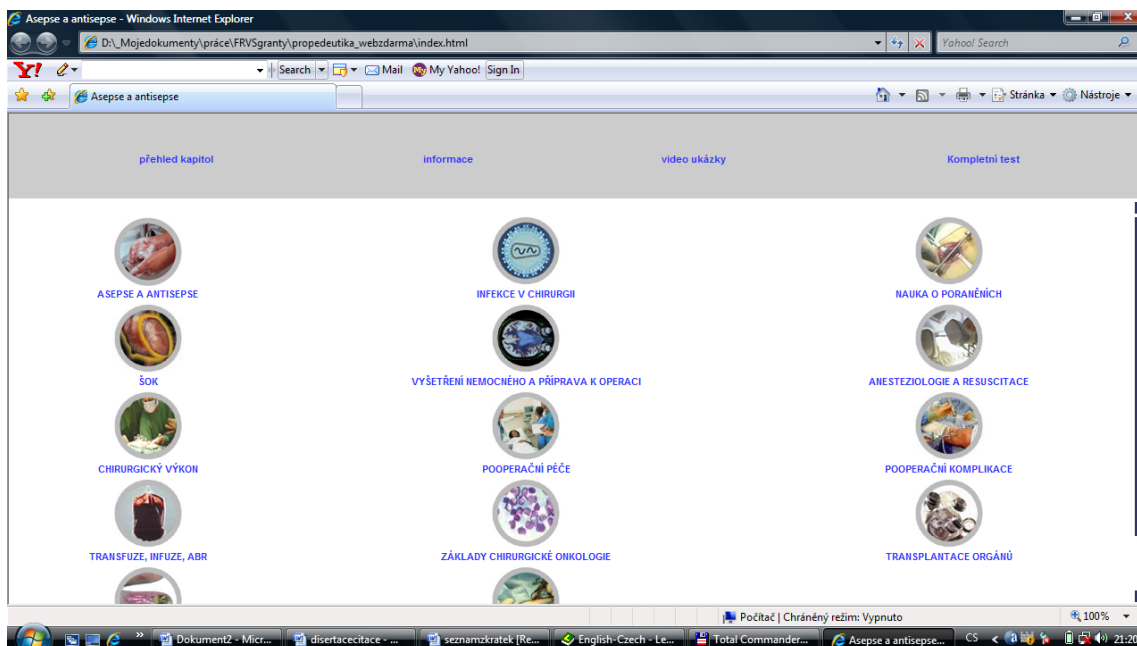 Asepse a antisepse - Windows Internet Explorer
D:\_Mojedokumenty\práce\FRVSgranty\propedeutika_webzdarma\index.html
Yahoo! Search
Y! Search Mail My Yahoo! Sign In
Asepse a antisepse
Stránka Nástroje
přehled kapitol informace video ukázky Kompletní test
ASEPSE A ANTISEPSE INFEKCE V CHIRURGII NAUKA O PORANĚNÍCH
ŠOK VYŠETŘENÍ NEMOCNÉHO A PŘÍPRAVA K OPERACI ANESTEZIOLOGIE A RESUSCITACE
CHIRURGICKÝ VÝKON POOPERAČNÍ PÉČE POOPERAČNÍ KOMPLIKACE
TRANSFUZE, INFUZE, ABR ZÁKLADY CHIRURGICKÉ ONKOLOGIE TRANSPLANTACE ORGÁNŮ
Počítač | Chráněný režim: Vypnuto 100%
Dokument2 - Micr... disertacecitace - ... seznamzkratek [Re... English-Czech - Le... Total Commander... Asepse a antisepse... CS 21:20